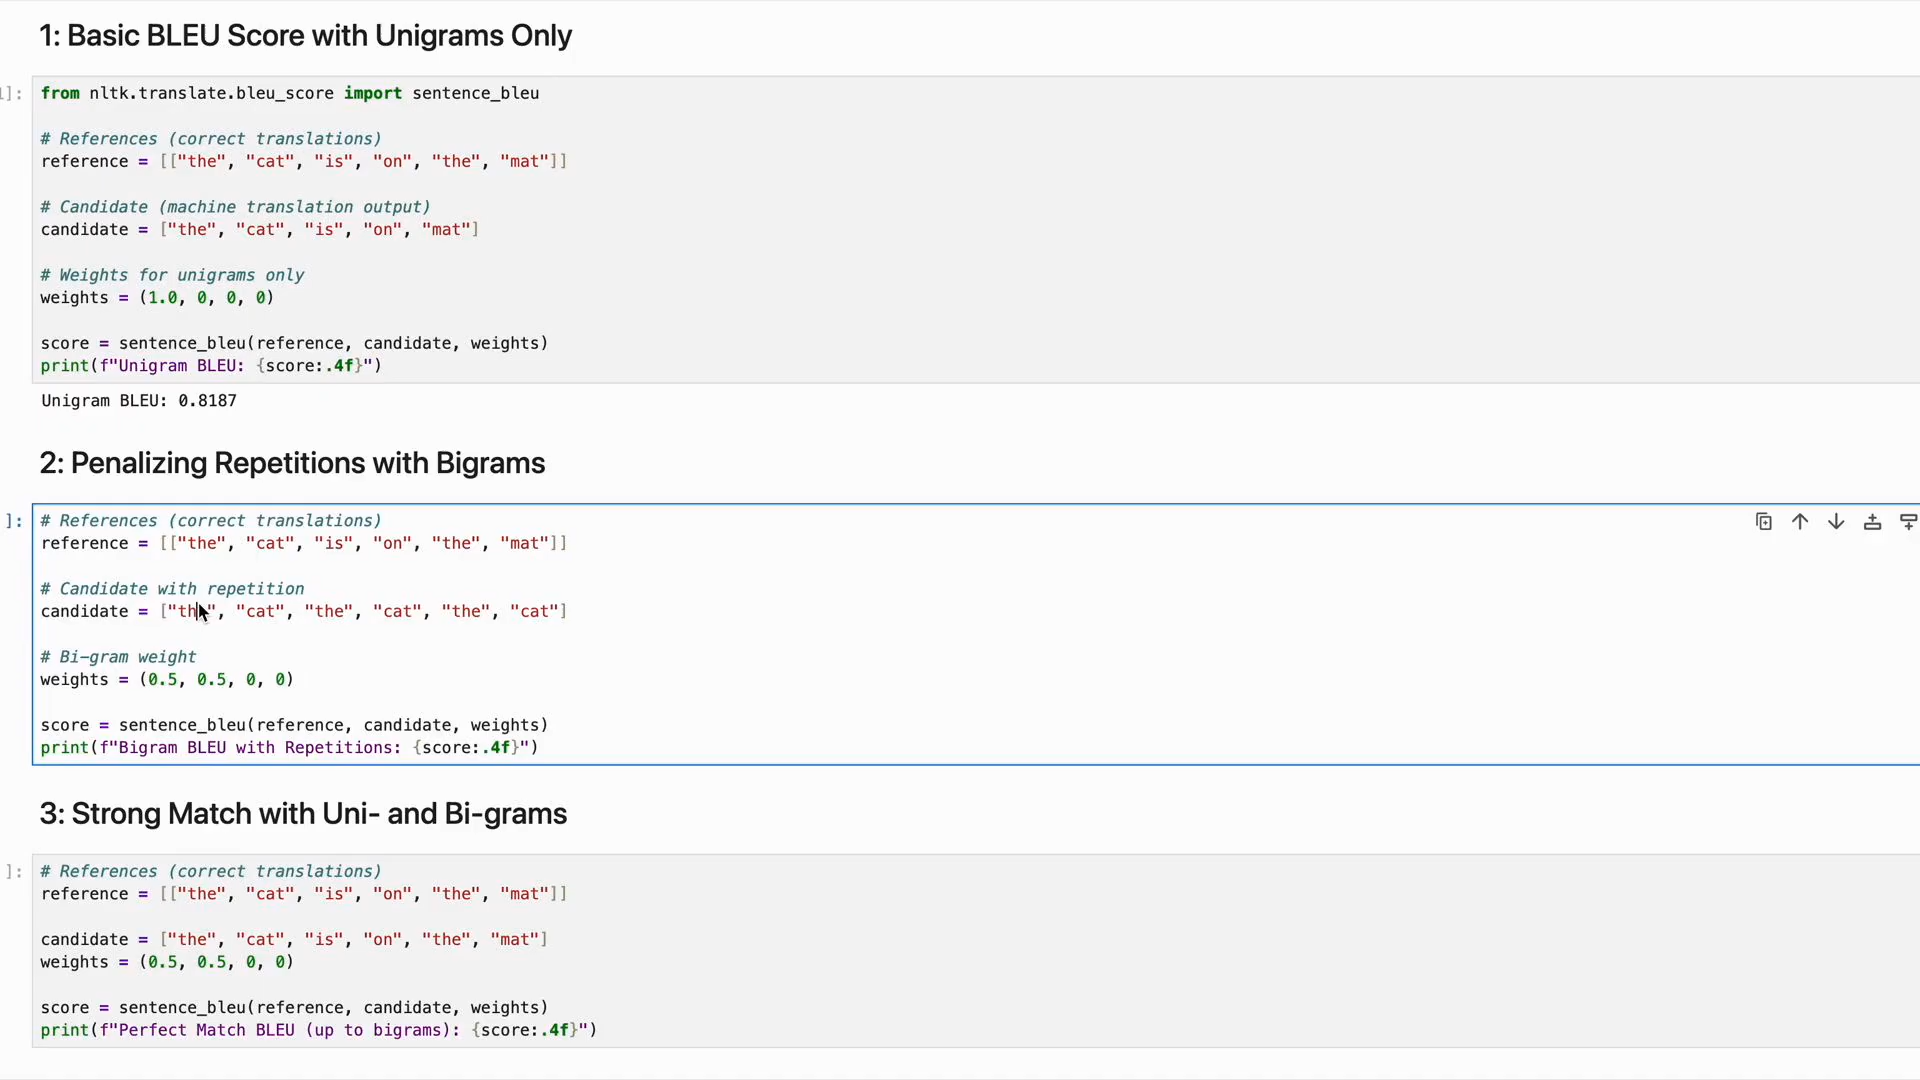 1: Basic BLEU Score with Unigrams Only
1]:
from nltk.translate.bleu_score import sentence_bleu
# References (correct translations)
reference = [["the", "cat", "is", "on", "the", "mat"]]
# Candidate (machine translation output)
candidate = ["the", "cat", "is", "on", "mat"]
# Weights for unigrams only
weights = (1.0, 0, 0, 0)
score = sentence_bleu(reference, candidate, weights)
print(f"Unigram BLEU: {score:.4f}")
Unigram BLEU: 0.8187
2: Penalizing Repetitions with Bigrams
]:
# References (correct translations)
reference = [["the", "cat", "is", "on", "the", "mat"]]
# Candidate with repetition
candidate = ["the", "cat", "the", "cat", "the", "cat"]
# Bi-gram weight
weights = (0.5, 0.5, 0, 0)
score = sentence_bleu(reference, candidate, weights)
print(f"Bigram BLEU with Repetitions: {score:.4f}")
3: Strong Match with Uni- and Bi-grams
]:
# References (correct translations)
reference = [["the", "cat", "is", "on", "the", "mat"]]
candidate = ["the", "cat", "is", "on", "the", "mat"]
weights = (0.5, 0.5, 0, 0)
score = sentence_bleu(reference, candidate, weights)
print(f"Perfect Match BLEU (up to bigrams): {score:.4f}")